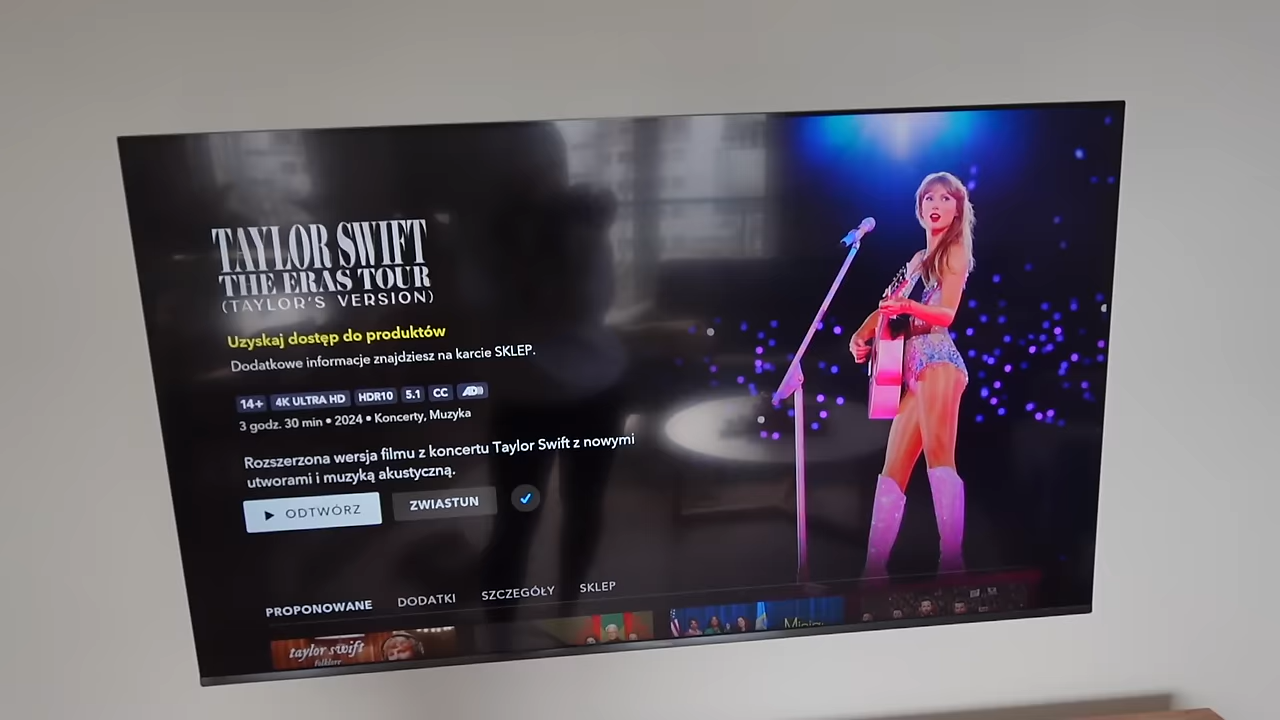 TAYLOR SWIFT
THE ERAS TOUR
(TAYLOR'S VERSION)
Uzyskaj dostęp do produktów
Dodatkowe informacje znajdziesz na karcie SKLEP.
14+ 4K ULTRA HD HDR10 5.1 CC AD
3 godz. 30 min • 2024 • Koncerty, Muzyka
Rozszerzona wersja filmu z koncertu Taylor Swift z nowymi
utworami i muzyką akustyczną.
ODTWÓRZ ZWIASTUN
PROPONOWANE DODATKI SZCZEGÓŁY SKLEP
taylor swift
folklore